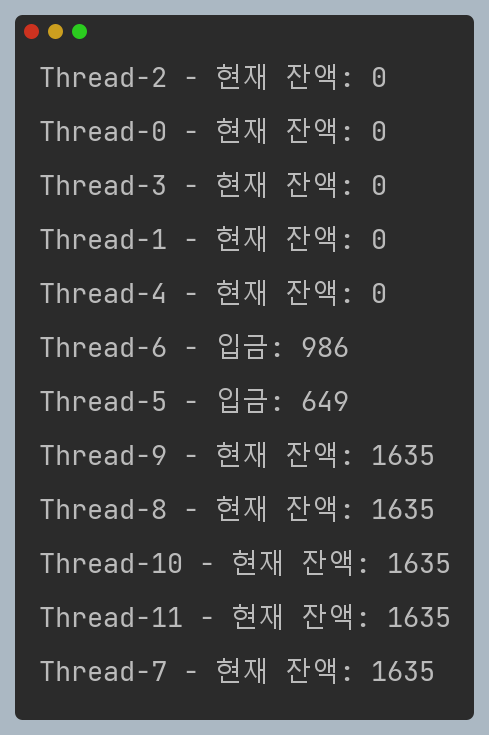 Thread-2 - 현재 잔액: 0
Thread-0 - 현재 잔액: 0
Thread-3 - 현재 잔액: 0
Thread-1 - 현재 잔액: 0
Thread-4 - 현재 잔액: 0
Thread-6 - 입금: 986
Thread-5 - 입금: 649
Thread-9 - 현재 잔액: 1635
Thread-8 - 현재 잔액: 1635
Thread-10 - 현재 잔액: 1635
Thread-11 - 현재 잔액: 1635
Thread-7 - 현재 잔액: 1635